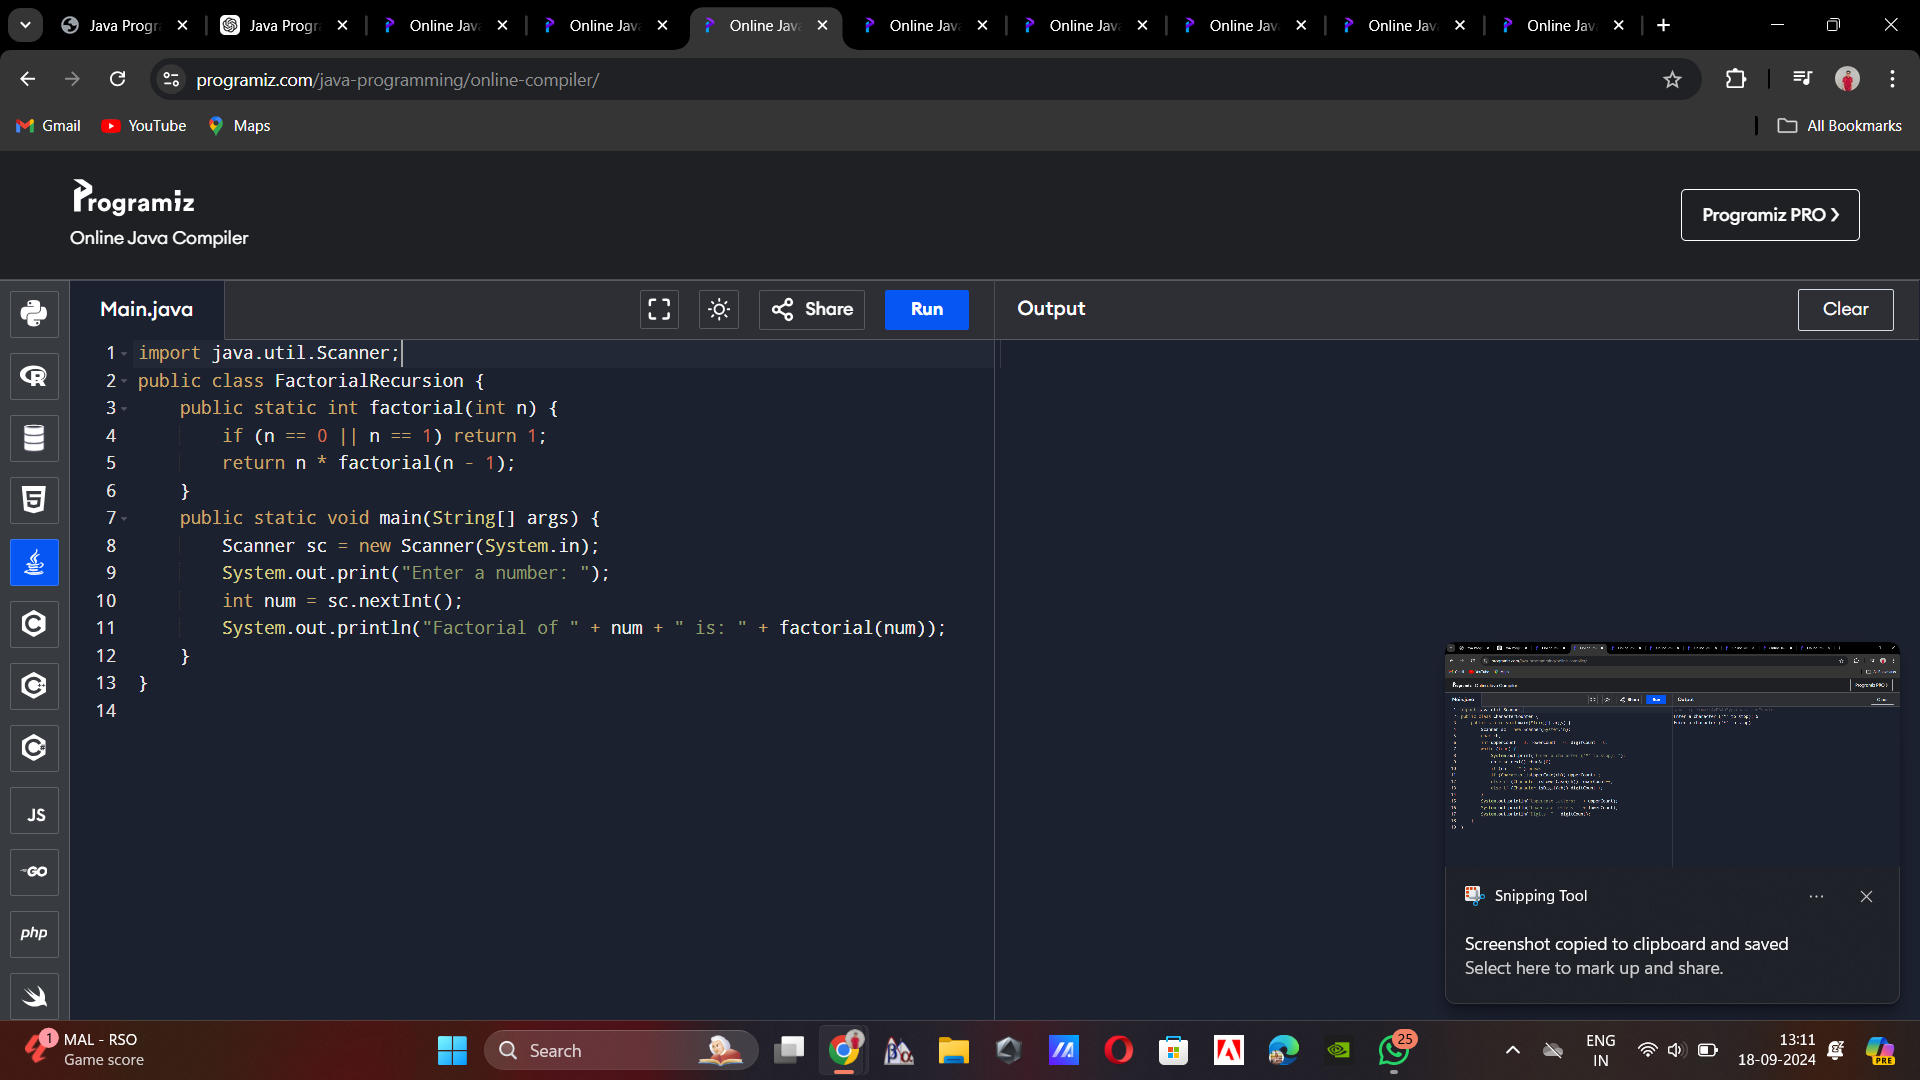 Java Progr
Java Progr
Online Jav
Online Jav
Online Jav
Online Jav
Online Jav
Online Jav
Online Jav
Online Jav
programiz.com/java-programming/online-compiler/
Gmail
YouTube
Maps
All Bookmarks
Programiz
Online Java Compiler
Programiz PRO
Main.java
Share
Run
Output
Clear
1 import java.util.Scanner;
2 public class FactorialRecursion {
3 public static int factorial(int n) {
4 if (n == 0 || n == 1) return 1;
5 return n * factorial(n - 1);
6 }
7 public static void main(String[] args) {
8 Scanner sc = new Scanner(System.in);
9 System.out.print("Enter a number: ");
10 int num = sc.nextInt();
11 System.out.println("Factorial of " + num + " is: " + factorial(num));
12 }
13 }
14
R
5
C
C
C
JS
GO
php
Snipping Tool
Screenshot copied to clipboard and saved
Select here to mark up and share.
1
MAL - RSO
Game score
Search
25
ENG
IN
13:11
18-09-2024
PRE